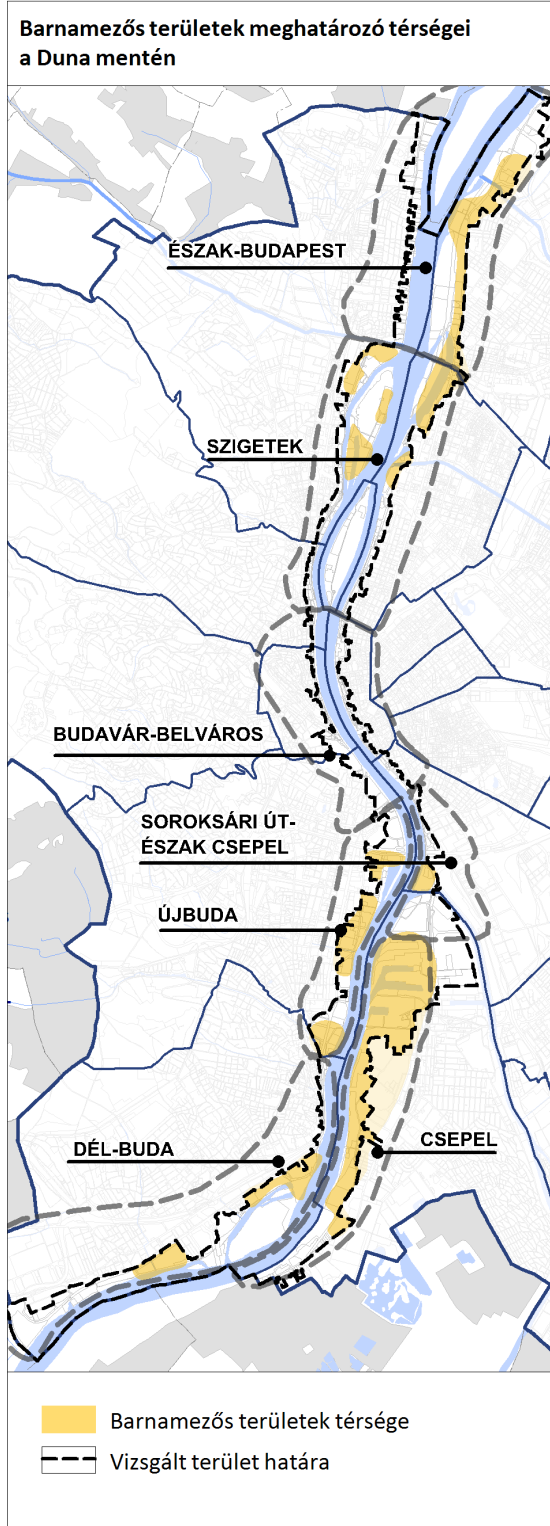 Barnamezős területek meghatározó térségei
a Duna mentén
ÉSZAK-BUDAPEST
SZIGETEK
BUDAVÁR-BELVÁROS
SOROKSÁRI ÚT-
ÉSZAK CSEPEL
ÚJBUDA
DÉL-BUDA
CSEPEL
Barnamezős területek térsége
Vizsgált terület határa